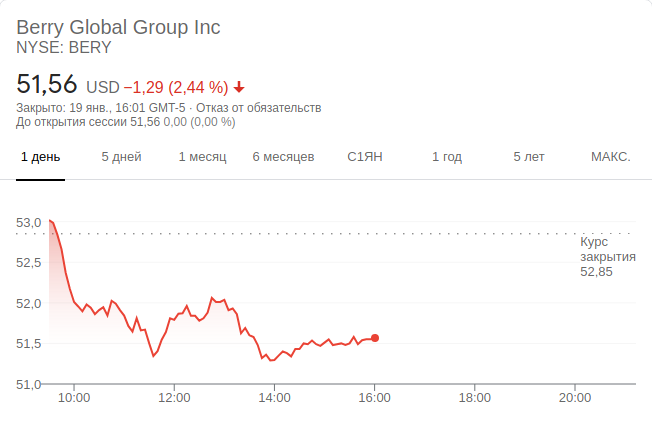 Berry Global Group Inc
NYSE: BERY
51,56 USD −1,29 (2,44 %)
Закрыто: 19 янв., 16:01 GMT-5 · Отказ от обязательств
До открытия сессии 51,56 0,00 (0,00 %)
1 день 5 дней 1 месяц 6 месяцев С1ЯН 1 год 5 лет МАКС.
53,0
Курс
закрытия
52,85
52,5
52,0
51,5
51,0
10:00 12:00 14:00 16:00 18:00 20:00